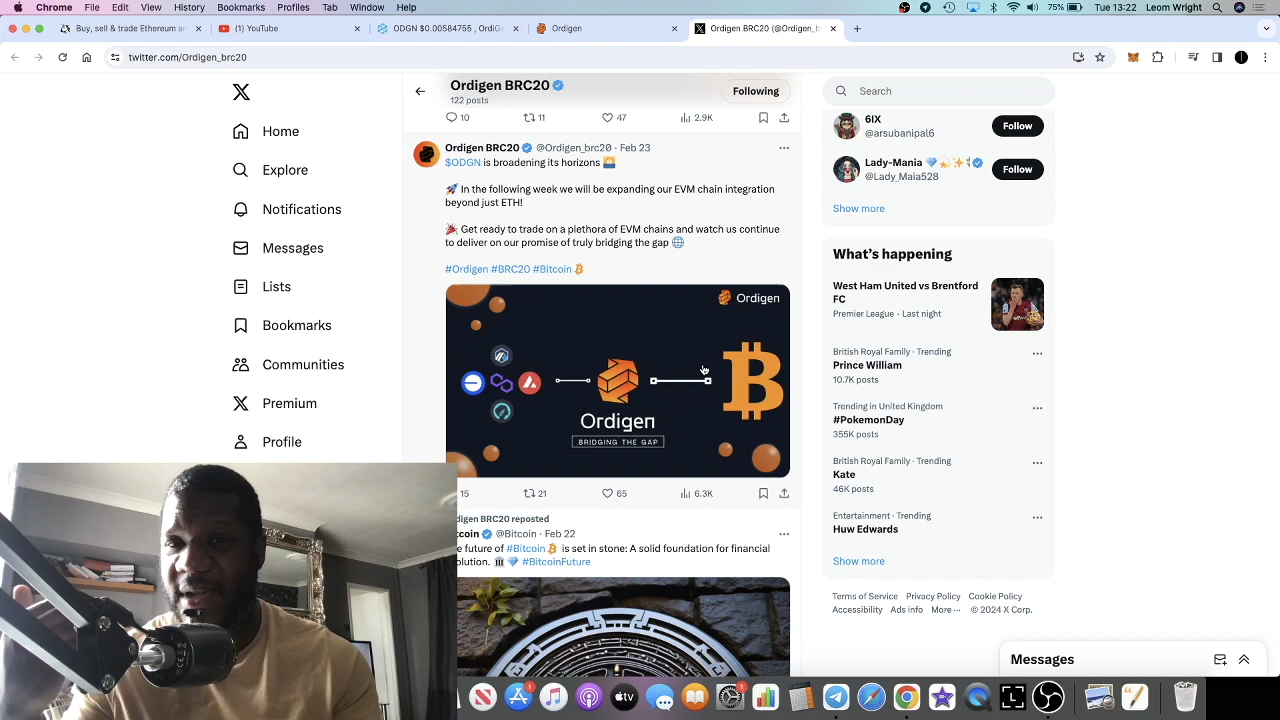 Chrome File Edit View History Bookmarks Profiles Tab Window Help
75% Tue 13:22 Leom Wright
Buy, sell & trade Ethereum an
YouTube
ODGN $0.00584755 , OrdiGe
Ordigen
Ordigen BRC20 (@Ordigen_b
twitter.com/Ordigen_brc20
Home
Explore
Notifications
Messages
Lists
Bookmarks
Communities
Premium
Profile
Ordigen BRC20
122 posts
Following
10 11 47 2.9K
Ordigen BRC20 @Ordigen_brc20 · Feb 23
$ODGN is broadening its horizons
In the following week we will be expanding our EVM chain integration
beyond just ETH!
Get ready to trade on a plethora of EVM chains and watch us continue
to deliver on our promise of truly bridging the gap
#Ordigen #BRC20 #Bitcoin
Ordigen
Ordigen
BRIDGING THE GAP
15 21 65 6.3K
digen BRC20 reposted
tcoin @Bitcoin · Feb 22
e future of #Bitcoin is set in stone: A solid foundation for financial
olution. #BitcoinFuture
Search
6IX
@arsubanipal6
Follow
Lady-Mania
@Lady_Maia528
Follow
Show more
What’s happening
West Ham United vs Brentford
FC
Premier League · Last night
British Royal Family · Trending
Prince William
10.7K posts
Trending in United Kingdom
#PokemonDay
355K posts
British Royal Family · Trending
Kate
46K posts
Entertainment · Trending
Huw Edwards
Show more
Terms of Service Privacy Policy Cookie Policy
Accessibility Ads info More ··· © 2024 X Corp.
Messages